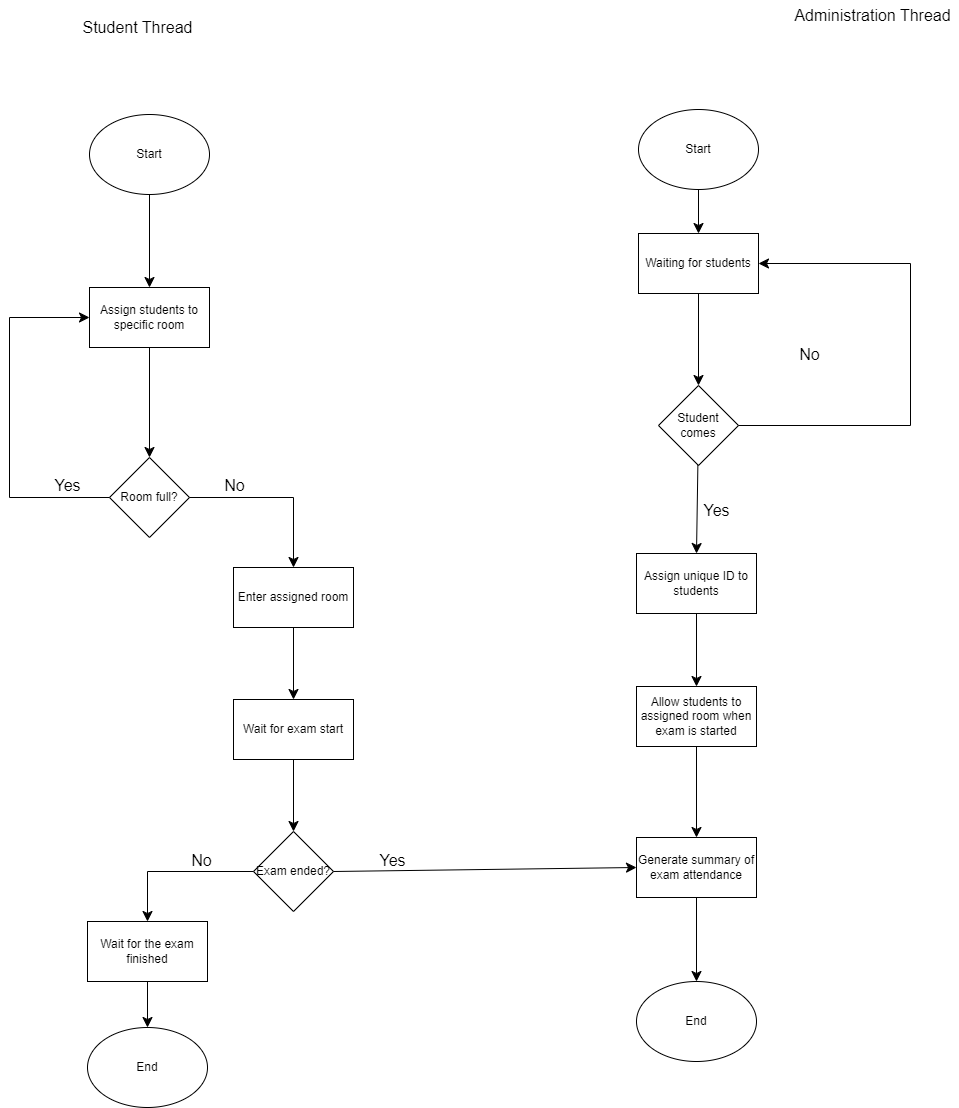 Student Thread
Administration Thread
Start
Start
Waiting for students
Assign students to
specific room
No
Student
comes
Yes
Room full?
No
Yes
Assign unique ID to
students
Enter assigned room
Allow students to
assigned room when
exam is started
Wait for exam start
No
Exam ended?
Yes
Generate summary of
exam attendance
Wait for the exam
finished
End
End